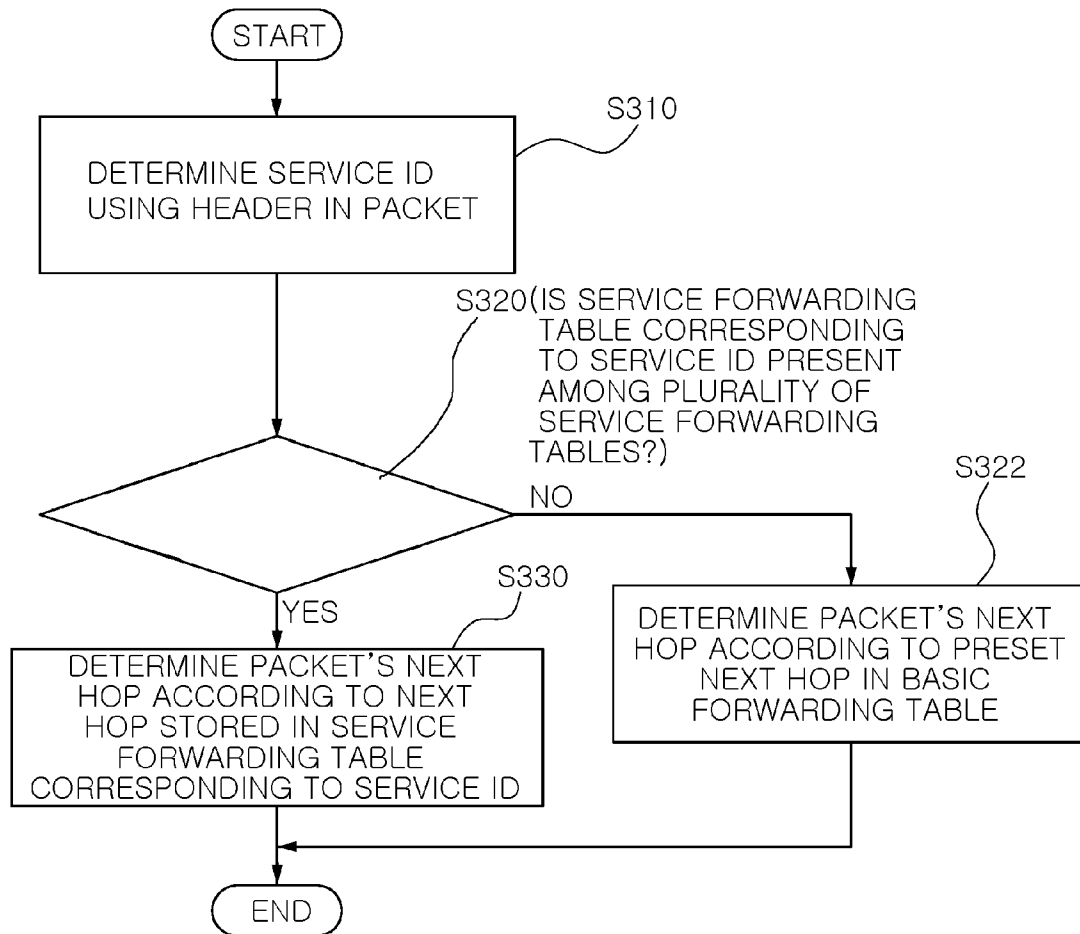 START
S310
DETERMINE SERVICE ID
USING HEADER IN PACKET
S320(IS SERVICE FORWARDING
TABLE CORRESPONDING
TO SERVICE ID PRESENT
AMONG PLURALITY OF
SERVICE FORWARDING
TABLES?)
NO
S322
YES
S330
DETERMINE PACKET'S NEXT
HOP ACCORDING TO NEXT
HOP STORED IN SERVICE
FORWARDING TABLE
CORRESPONDING TO SERVICE ID
DETERMINE PACKET'S NEXT
HOP ACCORDING TO PRESET
NEXT HOP IN BASIC
FORWARDING TABLE
END